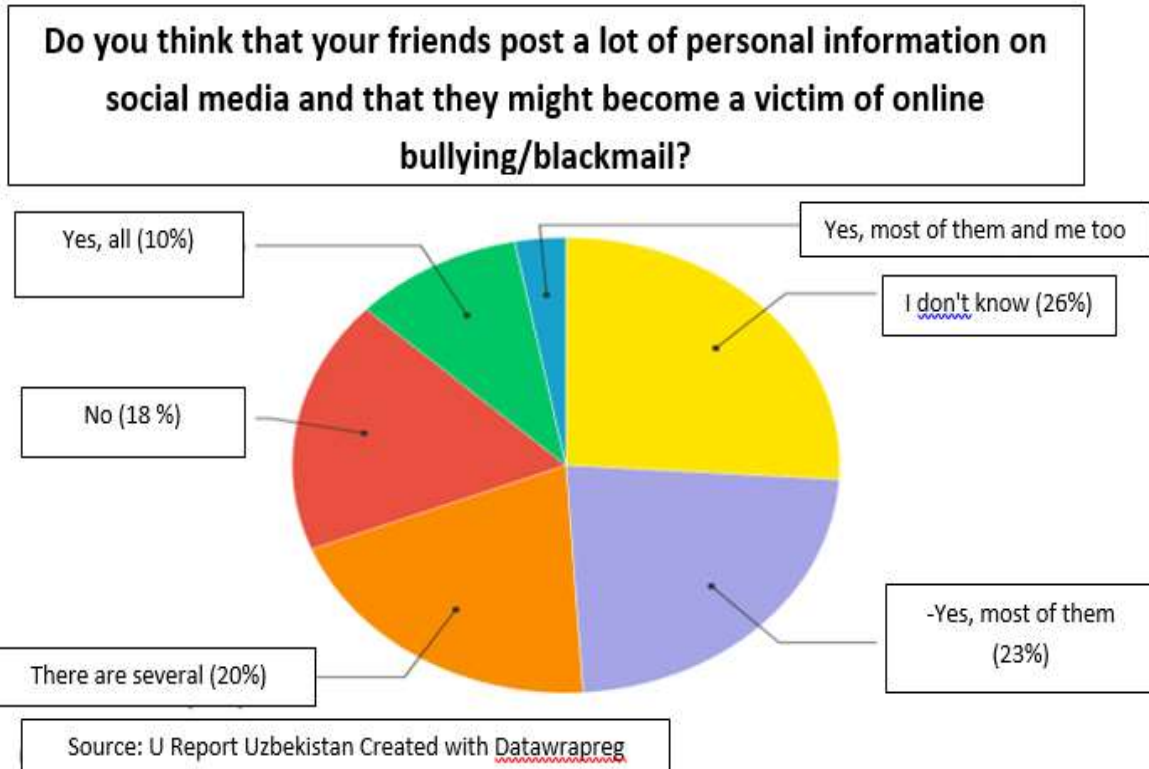 Do you think that your friends post a lot of personal information on
social media and that they might become a victim of online
bullying/blackmail?
Yes, all (10%)
Yes, most of them and me too
I don't know (26%)
No (18 %)
-Yes, most of them
(23%)
There are several (20%)
Source: U Report Uzbekistan Created with Datawrapreg